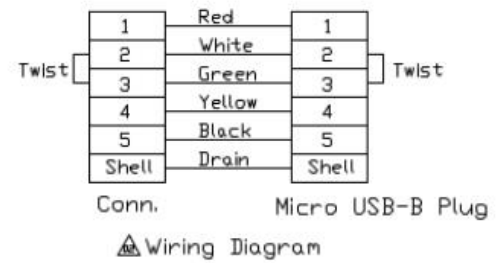 Red
1 1
White
2 2
Twist Twist
Green
3 3
Yellow
4 4
Black
5 5
Drain
Shell Shell
Conn. Micro USB-B Plug
Wiring Diagram